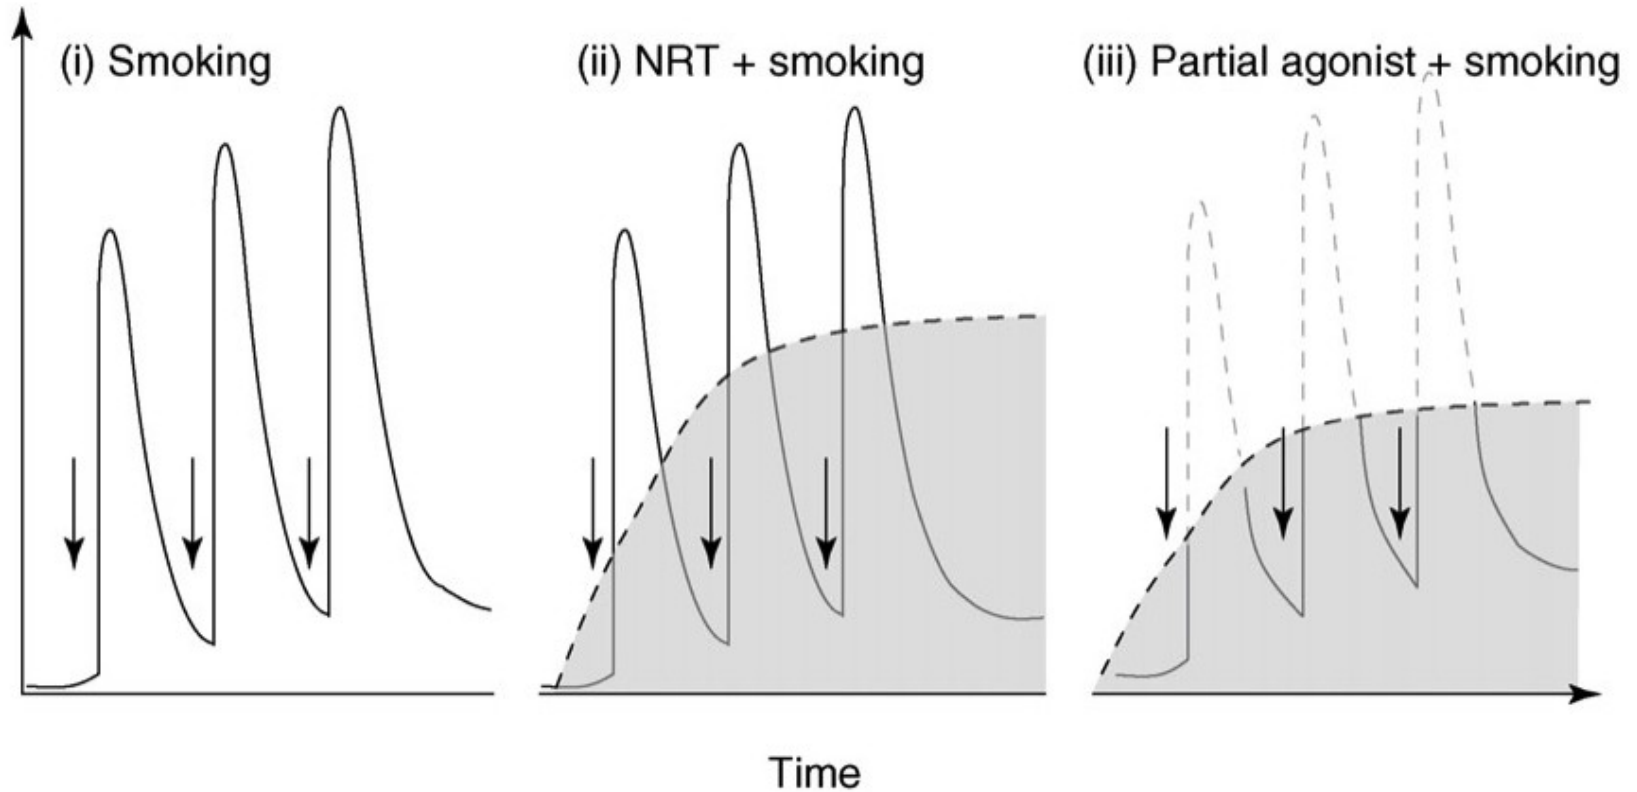 (i) Smoking
(ii) NRT + smoking
(iii) Partial agonist + smoking
Time